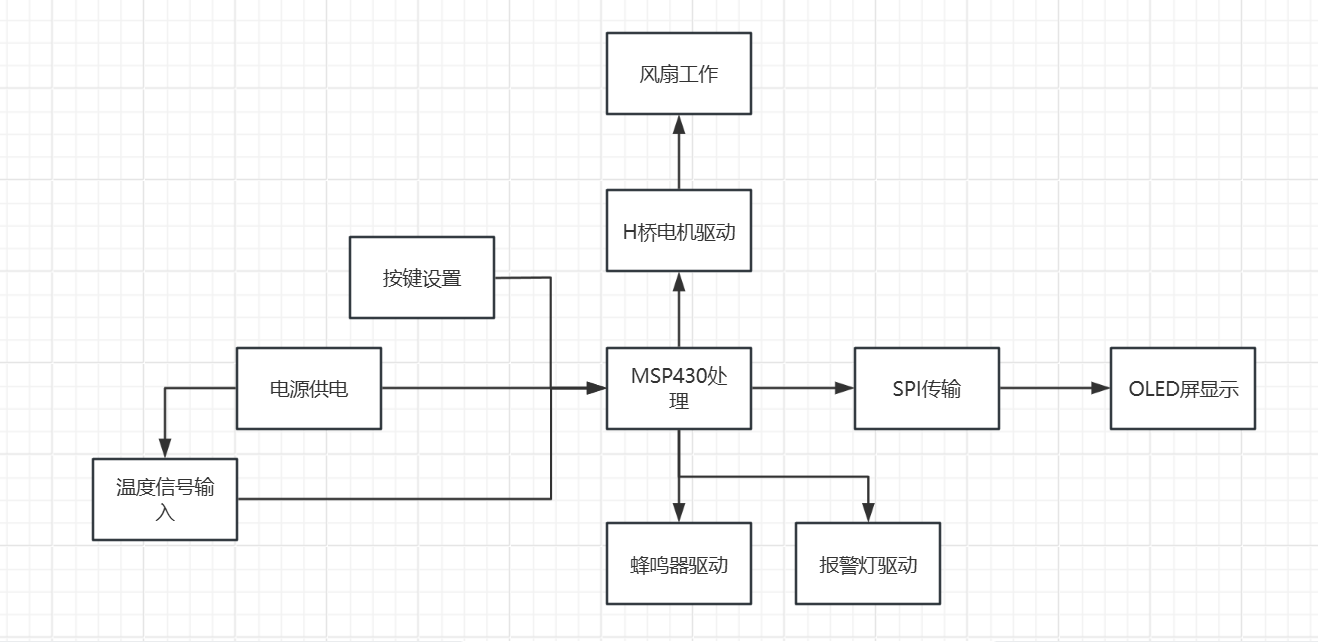 风扇工作
H桥电机驱动
按键设置
电源供电
MSP430处
理
SPI传输
OLED屏显示
温度信号输
入
蜂鸣器驱动
报警灯驱动